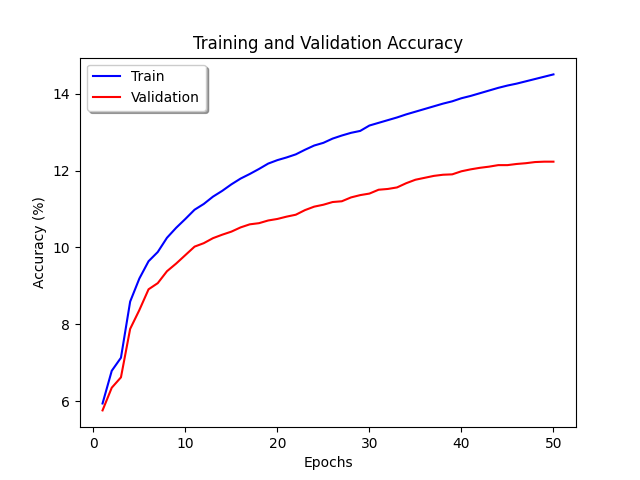 Training and Validation Accuracy
Train
Validation
Accuracy (%)
14
12
10
8
6
0 10 20 30 40 50
Epochs